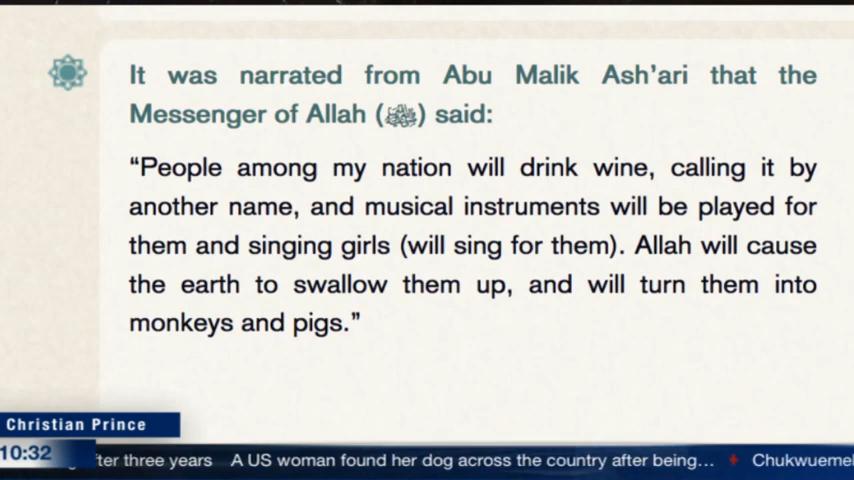 It was narrated from Abu Malik Ash’ari that the
Messenger of Allah (ﷺ) said:
“People among my nation will drink wine, calling it by
another name, and musical instruments will be played for
them and singing girls (will sing for them). Allah will cause
the earth to swallow them up, and will turn them into
monkeys and pigs.”
Christian Prince
10:32
after three years A US woman found her dog across the country after being...